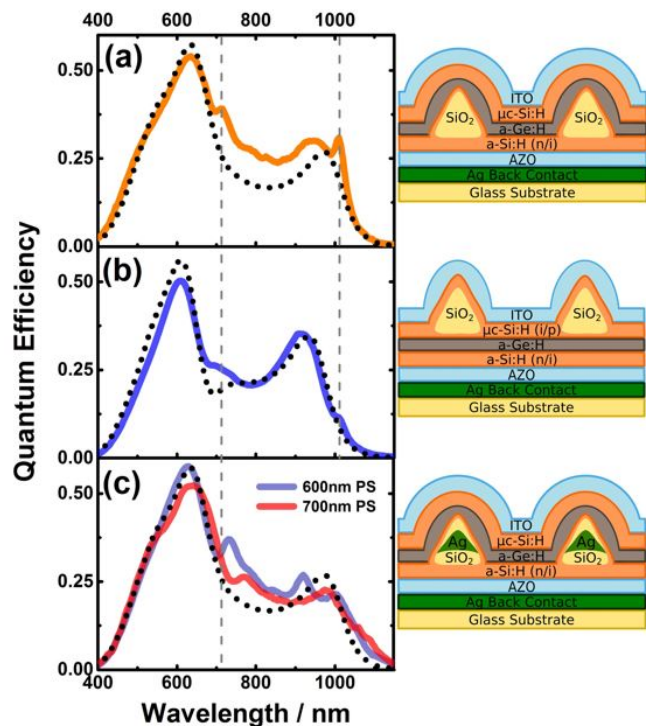 400 600 800 1000
(a)
0.50
0.25
0.00
ITO
µc-Si:H
SiO2 SiO2
a-Ge:H
a-Si:H (n/i)
AZO
Ag Back Contact
Glass Substrate
(b)
0.50
0.25
0.00
SiO2 SiO2
ITO
µc-Si:H (i/p)
a-Ge:H
a-Si:H (n/i)
AZO
Ag Back Contact
Glass Substrate
Quantum Efficiency
(c)
600nm PS
700nm PS
0.50
0.25
0.00
ITO
Ag µc-Si:H Ag
SiO2 a-Ge:H SiO2
a-Si:H (n/i)
AZO
Ag Back Contact
Glass Substrate
400 600 800 1000
Wavelength / nm